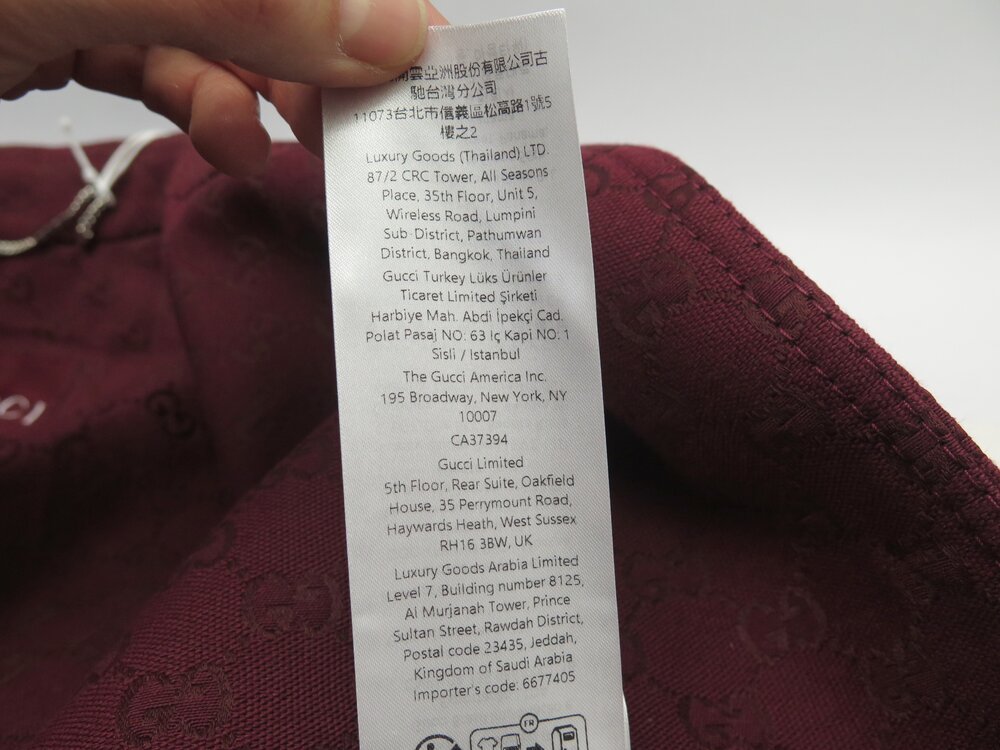 開雲亞洲股份有限公司古
馳台灣分公司
11073台北市信義區松高路1號5
樓之2
Luxury Goods (Thailand) LTD.
87/2 CRC Tower, All Seasons
Place, 35th Floor, Unit 5,
Wireless Road, Lumpini
Sub-District, Pathumwan
District, Bangkok, Thailand
Gucci Turkey Lüks Ürünler
Ticaret Limited Şirketi
Harbiye Mah. Abdi İpekçi Cad.
Polat Pasaj NO: 63 Iç Kapi NO: 1
Sisli / Istanbul
The Gucci America Inc.
195 Broadway, New York, NY
10007
CA37394
Gucci Limited
5th Floor, Rear Suite, Oakfield
House, 35 Perrymount Road,
Haywards Heath, West Sussex
RH16 3BW, UK
Luxury Goods Arabia Limited
Level 7, Building number 8125,
Al Murjanah Tower, Prince
Sultan Street, Rawdah District,
Postal code 23435, Jeddah,
Kingdom of Saudi Arabia
Importer's code: 6677405
FR
CCI